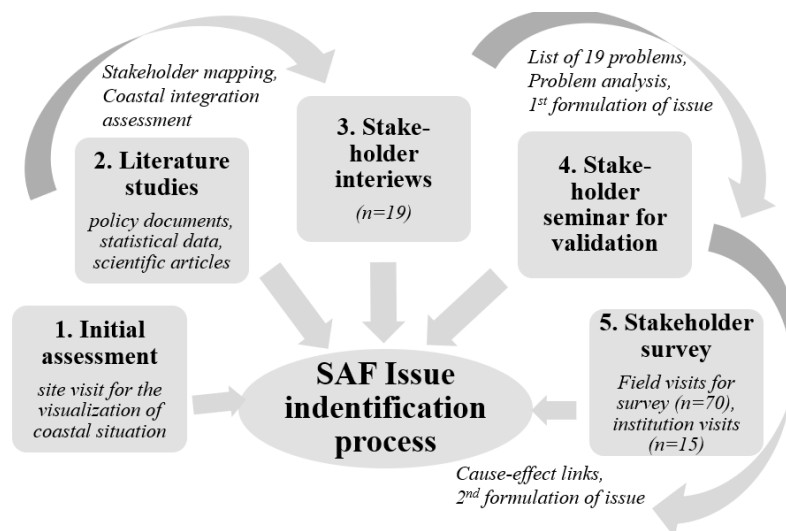 Stakeholder mapping,
Coastal integration
assessment
List of 19 problems,
Problem analysis,
1st formulation of issue
1. Initial
assessment
site visit for the
visualization of
coastal situation
2. Literature
studies
policy documents,
statistical data,
scientific articles
3. Stake-
holder
interiews
(n=19)
4. Stake-
holder
seminar for
validation
5. Stakeholder
survey
Field visits for
survey (n=70),
institution visits
(n=15)
SAF Issue
indentification
process
Cause-effect links,
2nd formulation of issue